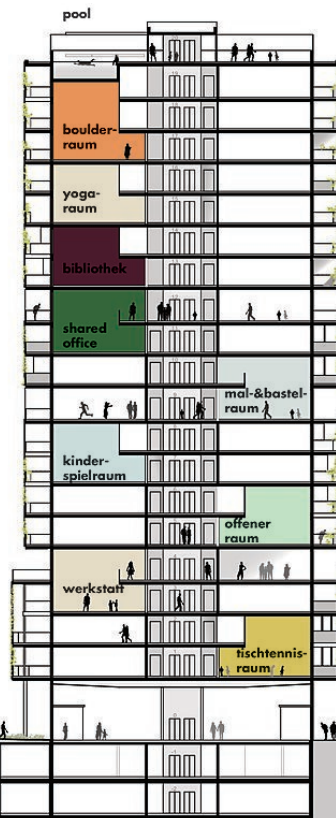 pool
boulder-
raum
yoga-
raum
bibliothek
shared
office
mal-&bastel-
raum
kinder-
spielraum
offener
raum
werkstatt
tischtennis-
raum